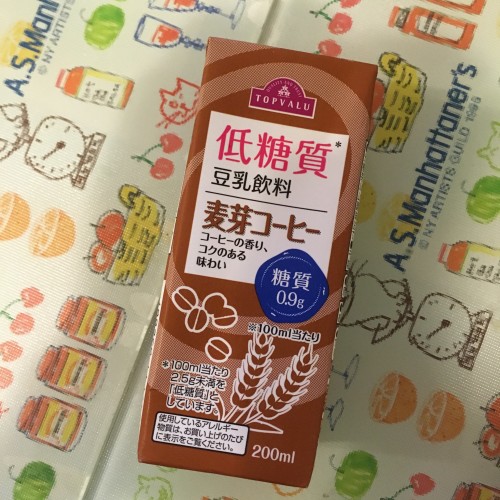 TOPVALU
低糖質*
豆乳飲料
麦芽コーヒー
コーヒーの香り、
コクのある
味わい
糖質
0.9g
※100ml当たり
*100ml当たり
2.5g未満を
「低糖質」と
しています。
使用しているアレルギー
物質は、お買い上げのたび
に表示をご覧ください。
200ml
A.S.Manhattaner's
© NY ARTISTS GUILD 1989
A.S.Manhatta
© NY ARTISTS